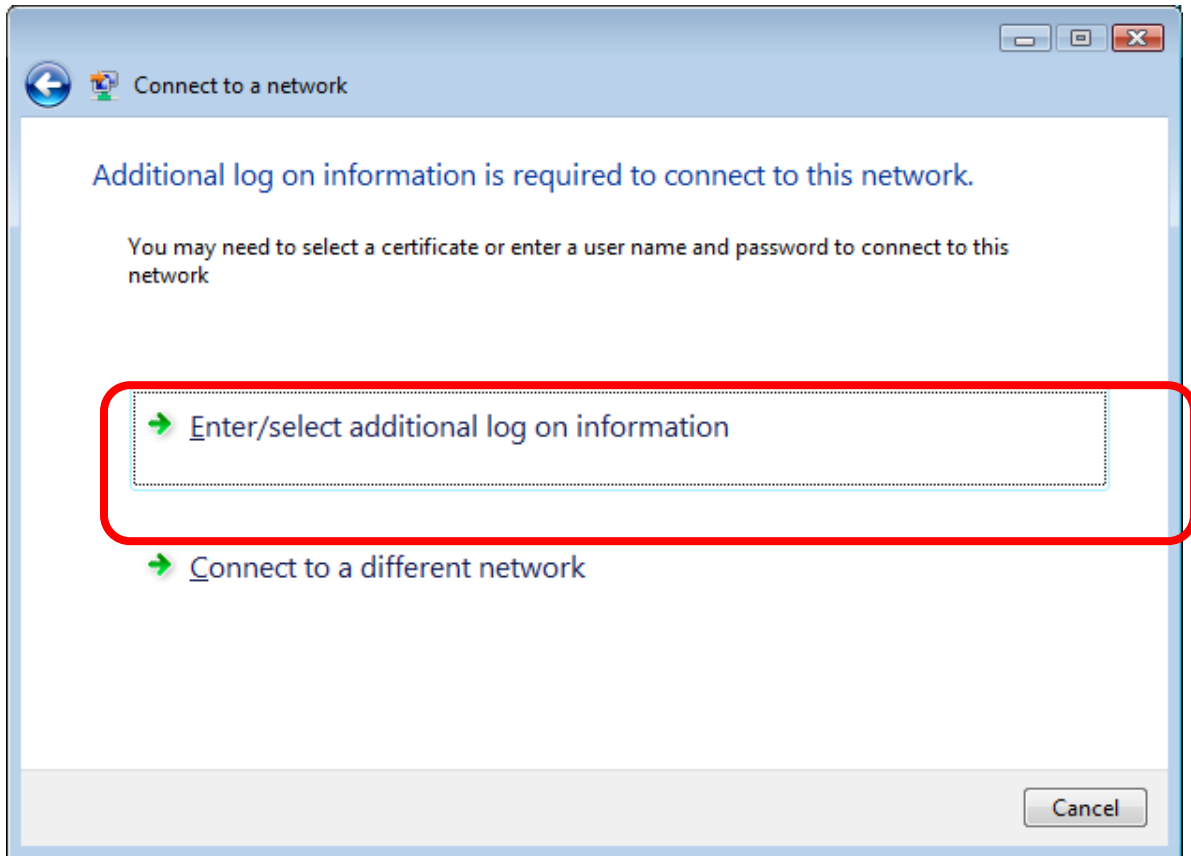 Connect to a network
Additional log on information is required to connect to this network.
You may need to select a certificate or enter a user name and password to connect to this
network
Enter/select additional log on information
Connect to a different network
Cancel